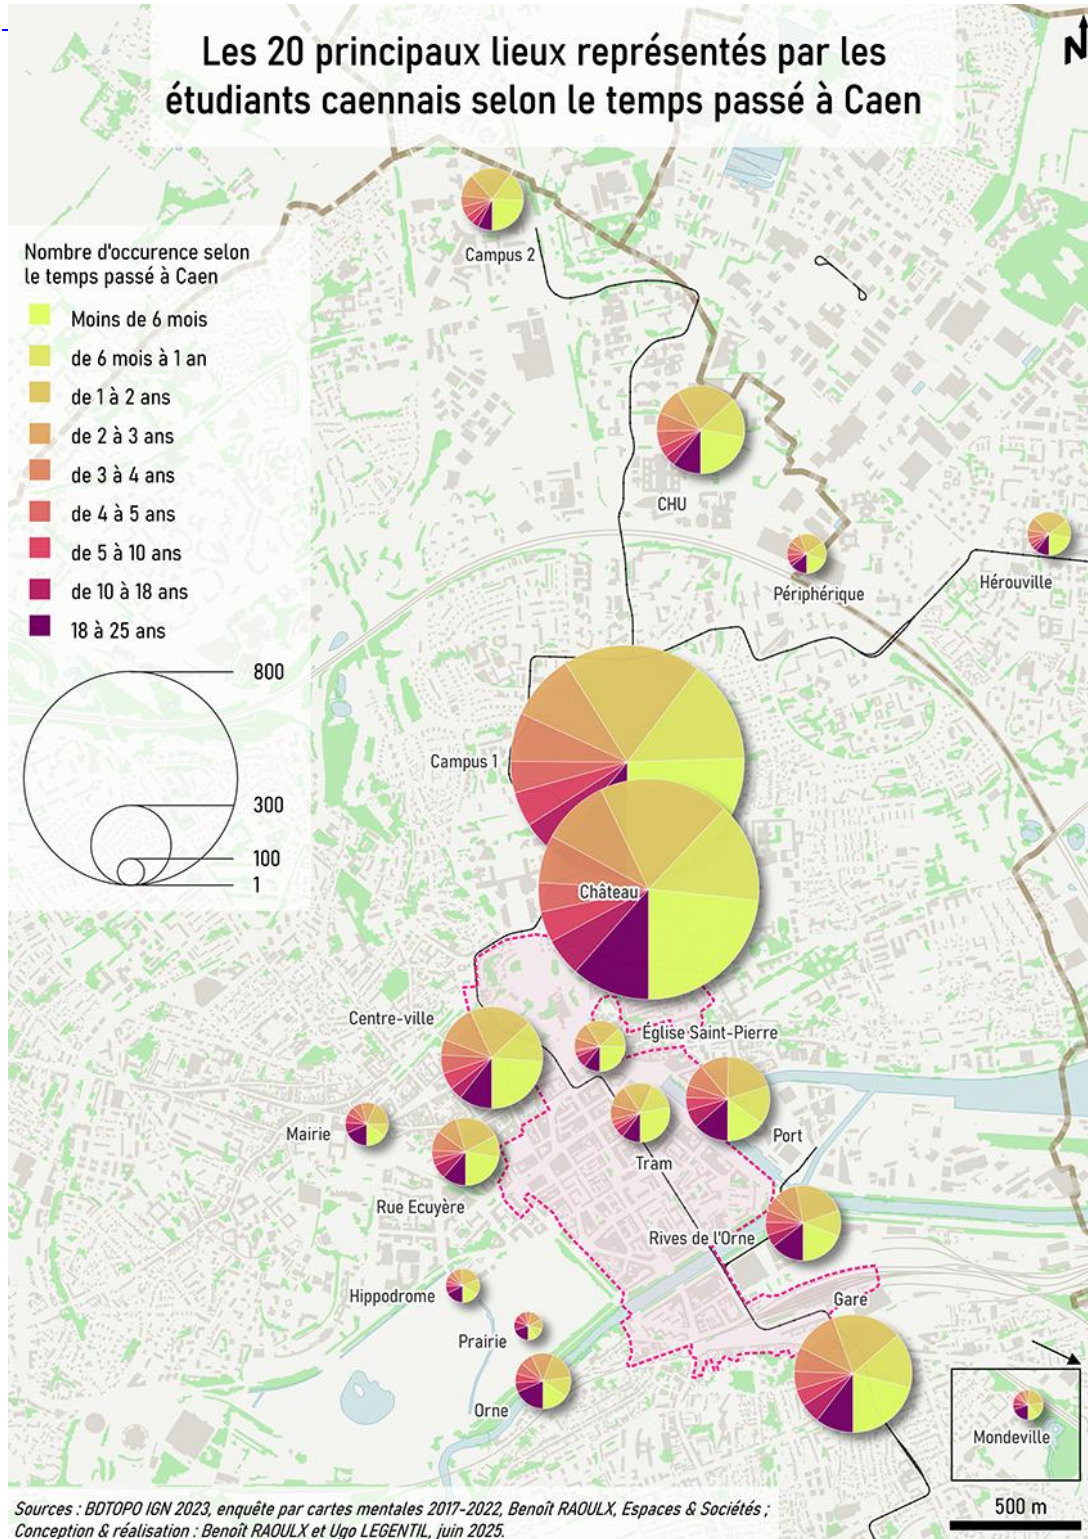 Les 20 principaux lieux représentés par les
étudiants caennais selon le temps passé à Caen
N
Campus 2
Nombre d'occurence selon
le temps passé à Caen
Moins de 6 mois
de 6 mois à 1 an
de 1 à 2 ans
de 2 à 3 ans
de 3 à 4 ans
de 4 à 5 ans
de 5 à 10 ans
de 10 à 18 ans
18 à 25 ans
800
300
100
1
CHU
Périphérique
Hérouville
Campus 1
Château
Centre-ville
Église Saint-Pierre
Mairie
Port
Tram
Rue Ecuyère
Rives de l'Orne
Hippodrome
Gare
Prairie
Orne
Mondeville
500 m
Sources : BDTOPO IGN 2023, enquête par cartes mentales 2017-2022, Benoît RAOULX, Espaces & Sociétés ;
Conception & réalisation : Benoît RAOULX et Ugo LEGENTIL, juin 2025.